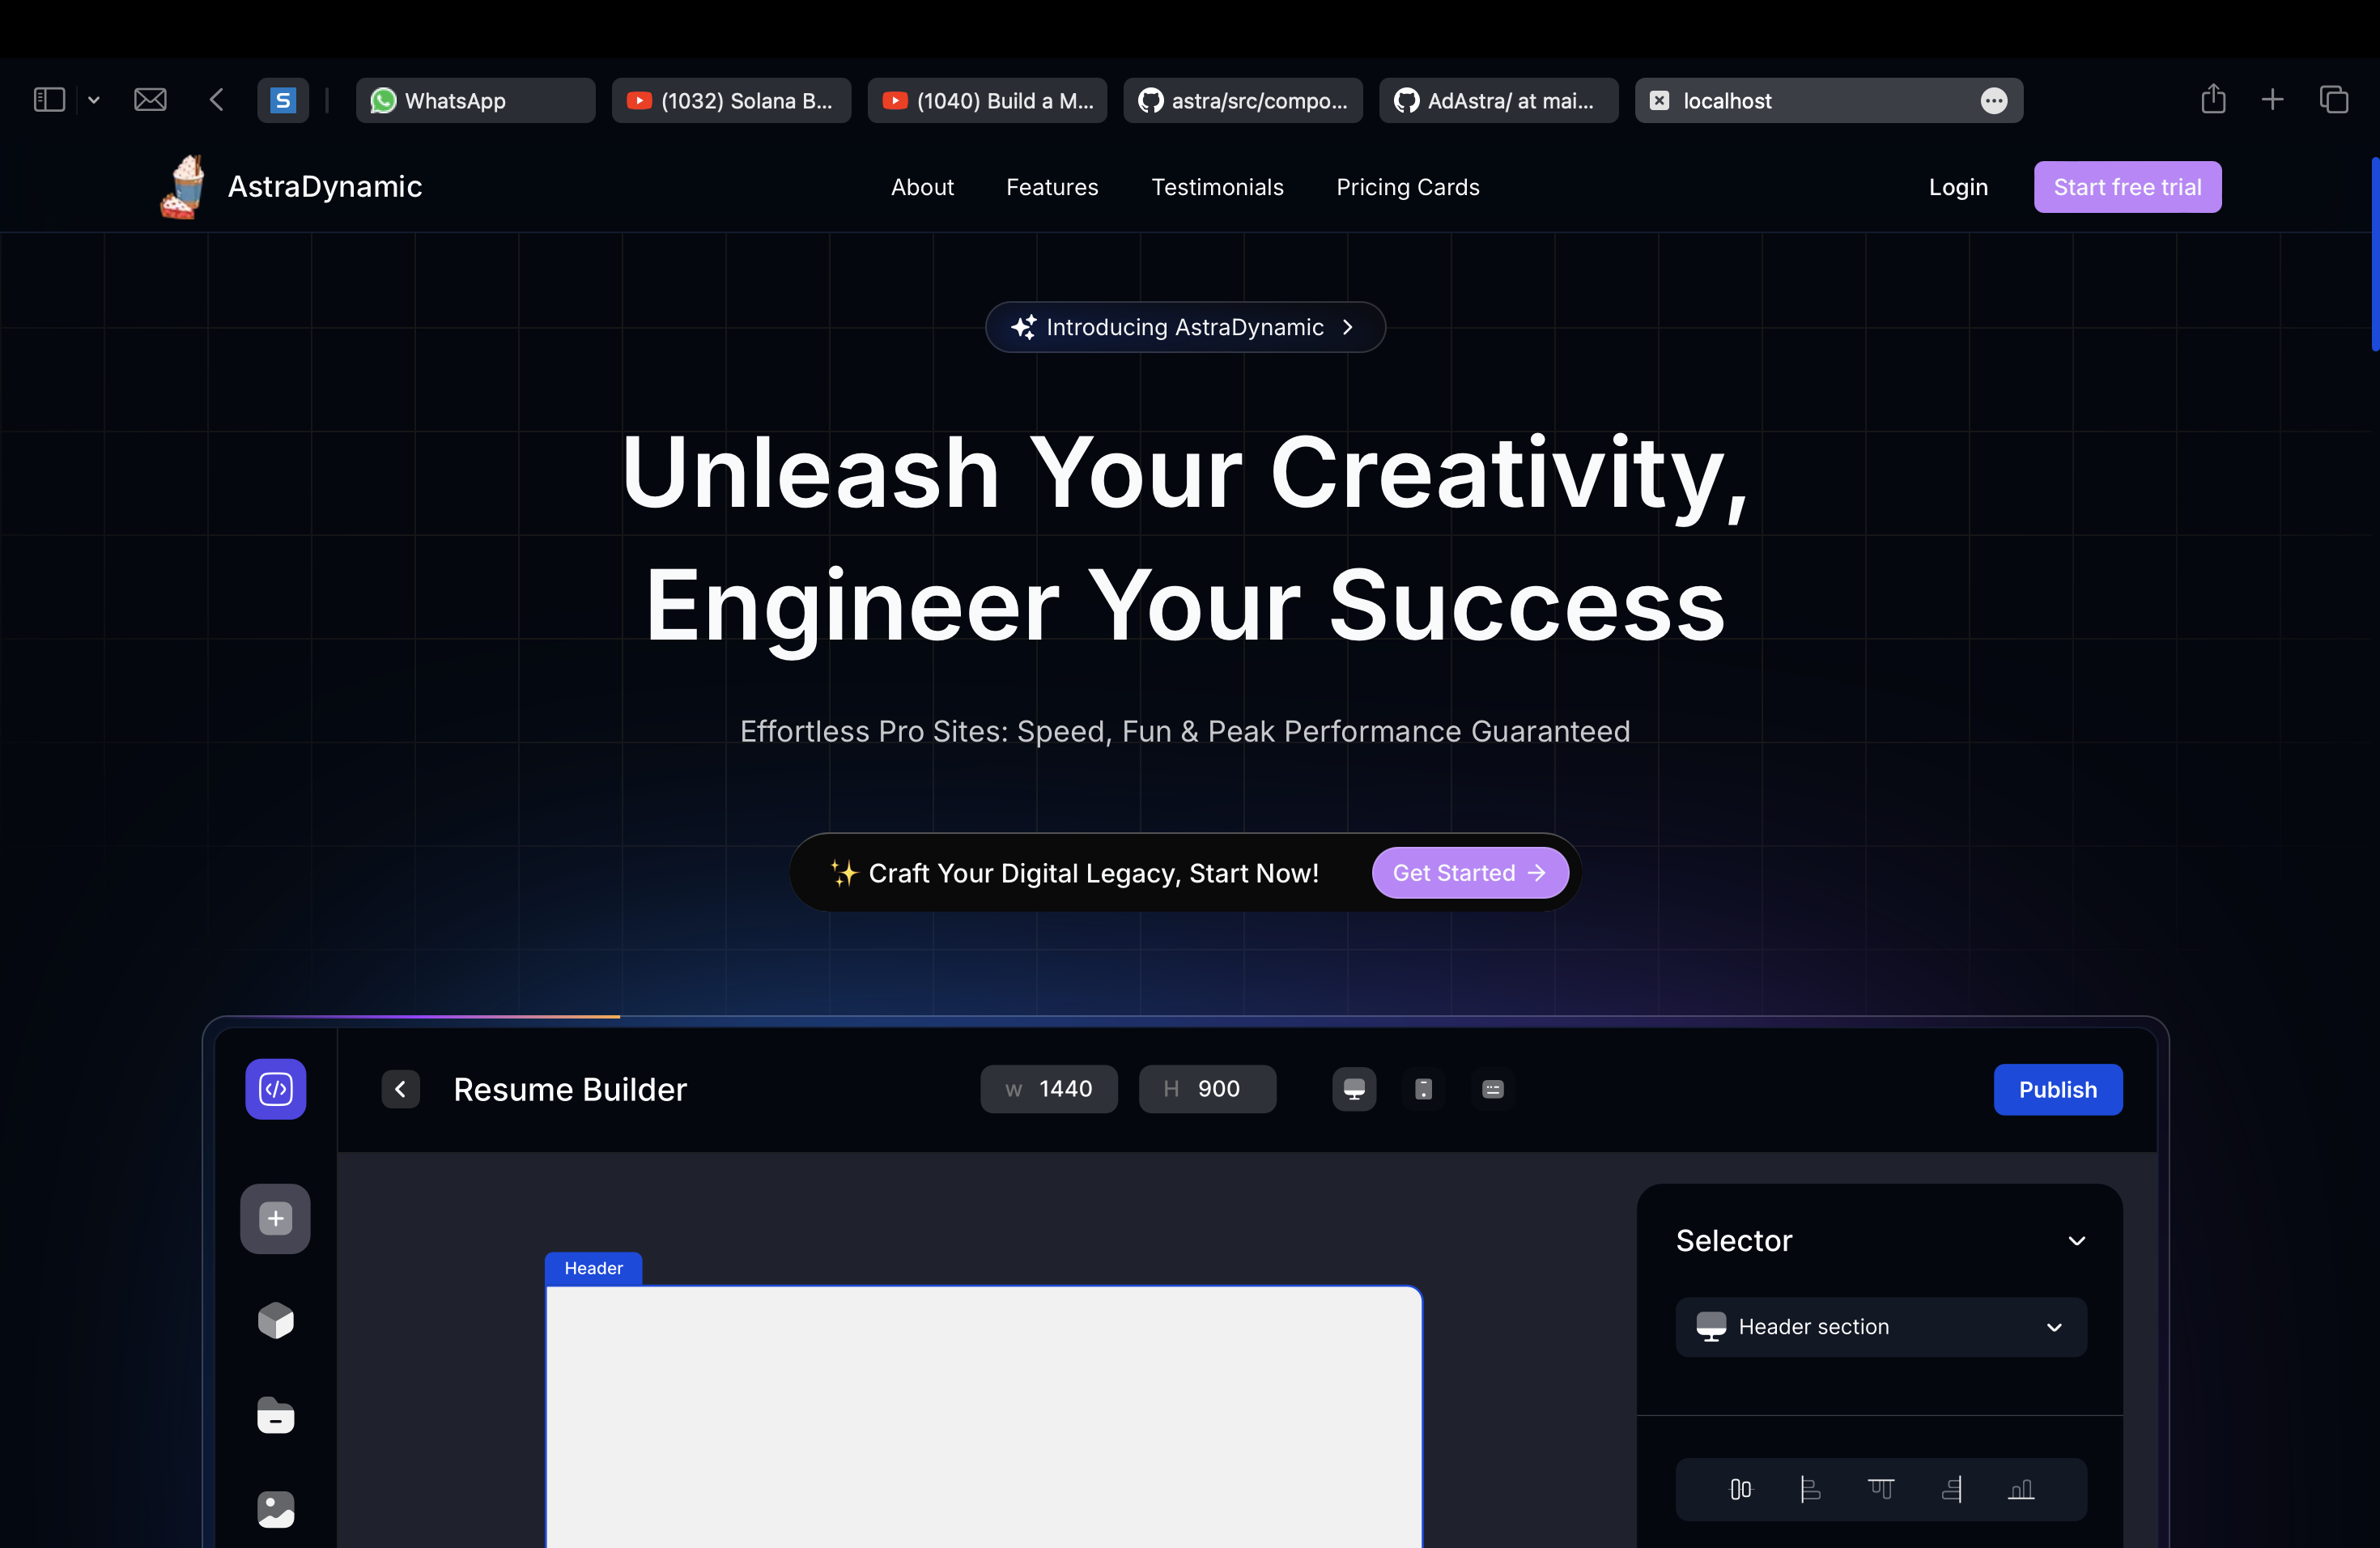 WhatsApp
(1032) Solana B...
(1040) Build a M...
astra/src/compo...
AdAstra/ at mai...
localhost
AstraDynamic
About
Features
Testimonials
Pricing Cards
Login
Start free trial
Introducing AstraDynamic
Unleash Your Creativity,
Engineer Your Success
Effortless Pro Sites: Speed, Fun & Peak Performance Guaranteed
✨ Craft Your Digital Legacy, Start Now!
Get Started →
Resume Builder
W 1440
H 900
Publish
Header
Selector
Header section